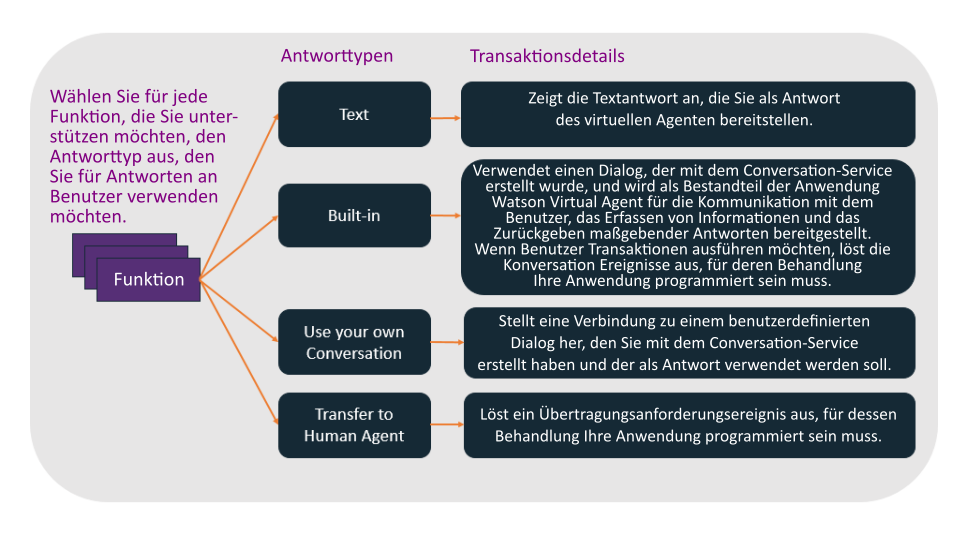 Antworttypen
Transaktionsdetails
Wählen Sie für jede
Funktion, die Sie unter-
stützen möchten, den
Antworttyp aus, den
Sie für Antworten an
Benutzer verwenden
möchten.
Funktion
Text
Zeigt die Textantwort an, die Sie als Antwort
des virtuellen Agenten bereitstellen.
Built-in
Verwendet einen Dialog, der mit dem Conversation-Service
erstellt wurde, und wird als Bestandteil der Anwendung
Watson Virtual Agent für die Kommunikation mit dem
Benutzer, das Erfassen von Informationen und das
Zurückgeben maßgebender Antworten bereitgestellt.
Wenn Benutzer Transaktionen ausführen möchten, löst die
Konversation Ereignisse aus, für deren Behandlung
Ihre Anwendung programmiert sein muss.
Use your own
Conversation
Stellt eine Verbindung zu einem benutzerdefinierten
Dialog her, den Sie mit dem Conversation-Service
erstellt haben und der als Antwort verwendet werden soll.
Transfer to
Human Agent
Löst ein Übertragungsanforderungsereignis aus, für dessen
Behandlung Ihre Anwendung programmiert sein muss.